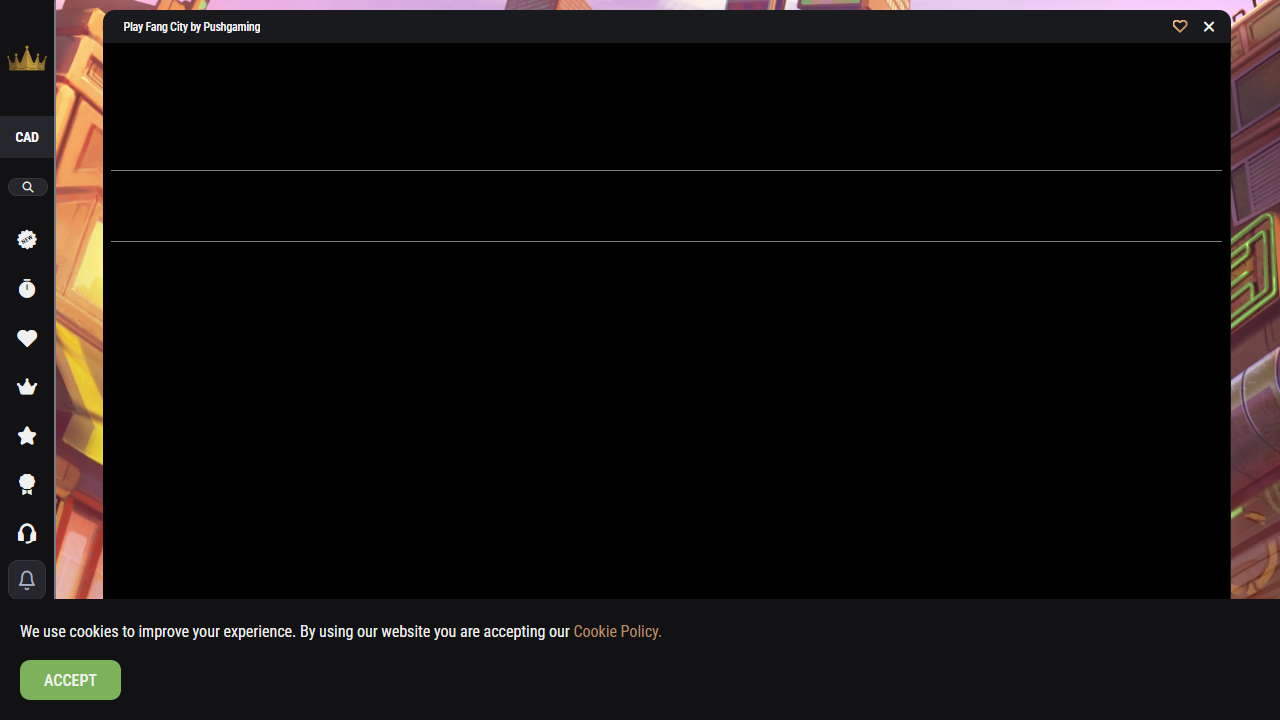 Play Fang City by Pushgaming
CAD
NEW
We use cookies to improve your experience. By using our website you are accepting our Cookie Policy.
ACCEPT